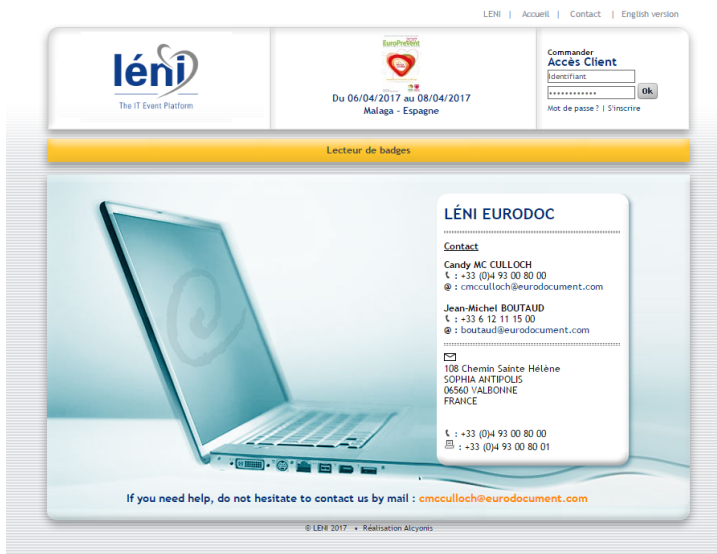 LENI | Accueil | Contact | English version
léni
The IT Event Platform
EuroPrevent
Du 06/04/2017 au 08/04/2017
Malaga - Espagne
Commander
Accès Client
Identifiant
••••••••••••
Ok
Mot de passe ? | S'inscrire
Lecteur de badges
LÉNI EURODOC
Contact
Candy MC CULLOCH
: +33 (0)4 93 00 80 00
@ : cmcculloch@eurodocument.com
Jean-Michel BOUTAUD
: +33 6 12 11 15 00
@ : boutaud@eurodocument.com
108 Chemin Sainte Hélène
SOPHIA ANTIPOLIS
06560 VALBONNE
FRANCE
: +33 (0)4 93 00 80 00
: +33 (0)4 93 00 80 01
If you need help, do not hesitate to contact us by mail : cmcculloch@eurodocument.com
© LENI 2017 • Réalisation Alcyonis